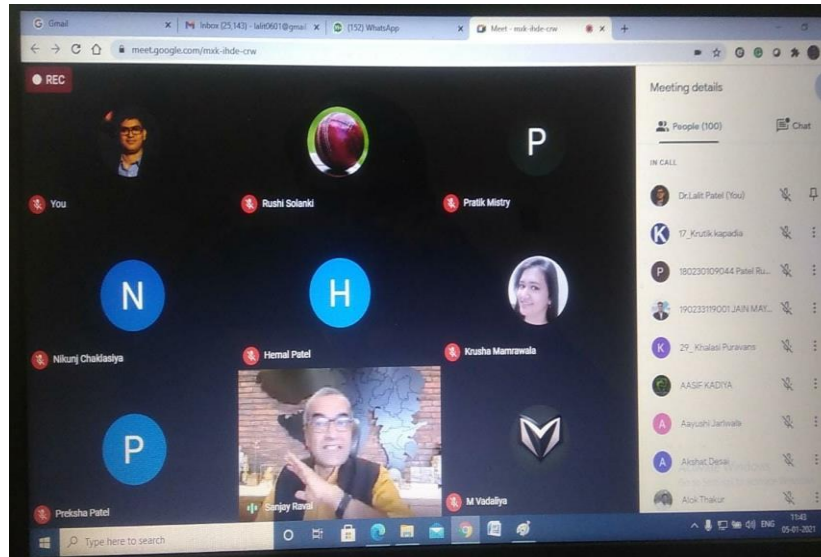 Gmail
Inbox (25,143) - lalit0601@gmail
(152) WhatsApp
Meet - mxk-ihde-crw
meet.google.com/mxk-ihde-crw
REC
You
Rushi Solanki
P
Pratik Mistry
N
Nikunj Chaklasiya
H
Hemal Patel
Krusha Mamrawala
P
Preksha Patel
Sanjay Raval
M Vadaliya
Meeting details
People (100)
Chat
IN CALL
Dr.Lalit Patel (You)
K
17_Krutik kapadia
P
180230109044 Patel Ru...
190233119001 JAIN MAY...
K
29_ Khalasi Puravans
AASIF KADIYA
A
Aayushi Jariwala
A
Akshat Desai
Alok Thakur
Type here to search
ENG
11:43
05-01-2021